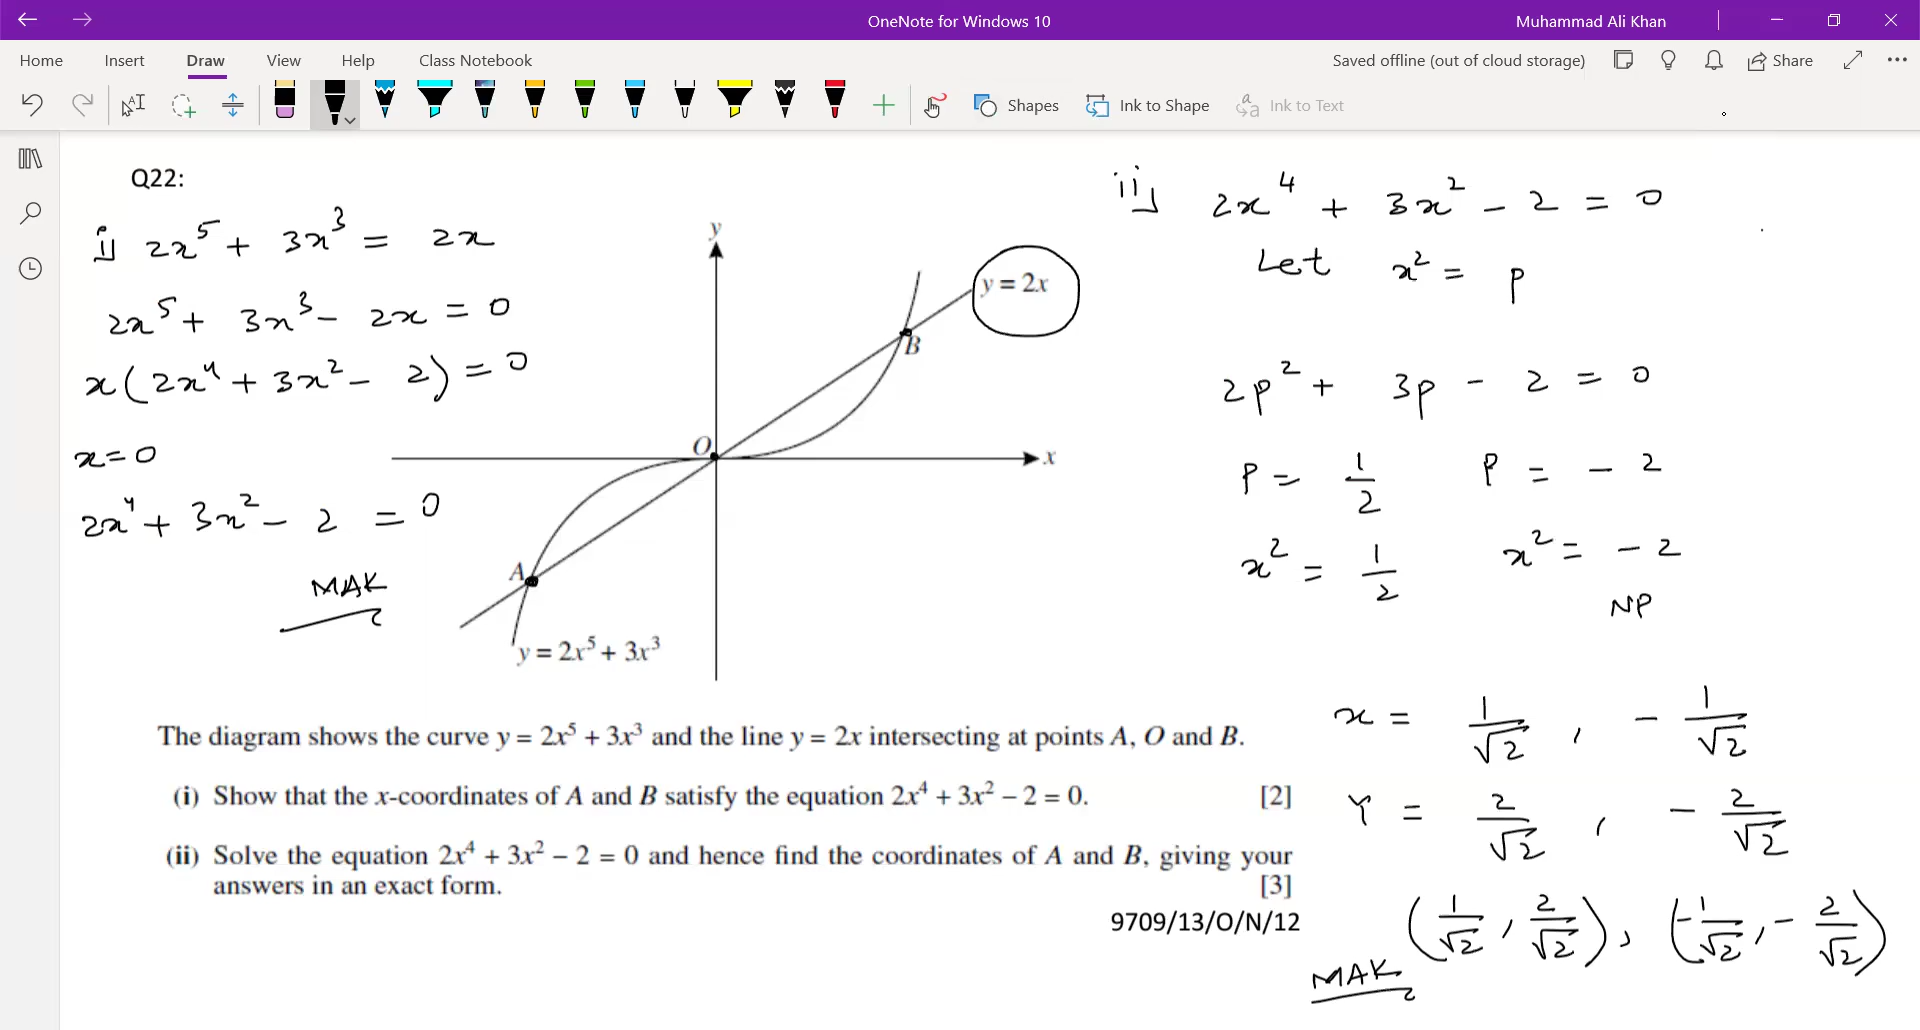 OneNote for Windows 10
Muhammad Ali Khan
Home Insert Draw View Help Class Notebook
Saved offline (out of cloud storage)
Share
Shapes Ink to Shape Ink to Text
Q22:
i) 2x⁵ + 3x³ = 2x
2x⁵ + 3x³ − 2x = 0
x(2x⁴ + 3x² − 2) = 0
x = 0
2x⁴ + 3x² − 2 = 0
MAK
y
y = 2x
B
O
x
A
y = 2x⁵ + 3x³
ii) 2x⁴ + 3x² − 2 = 0
Let x² = p
2p² + 3p − 2 = 0
P = 1/2 P = −2
x² = 1/2 x² = −2
NP
x = 1/√2 , −1/√2
Y = 2/√2 , −2/√2
(1/√2 , 2/√2), (−1/√2 , −2/√2)
MAK
The diagram shows the curve y = 2x⁵ + 3x³ and the line y = 2x intersecting at points A, O and B.
(i) Show that the x-coordinates of A and B satisfy the equation 2x⁴ + 3x² − 2 = 0. [2]
(ii) Solve the equation 2x⁴ + 3x² − 2 = 0 and hence find the coordinates of A and B, giving your
answers in an exact form. [3]
9709/13/O/N/12